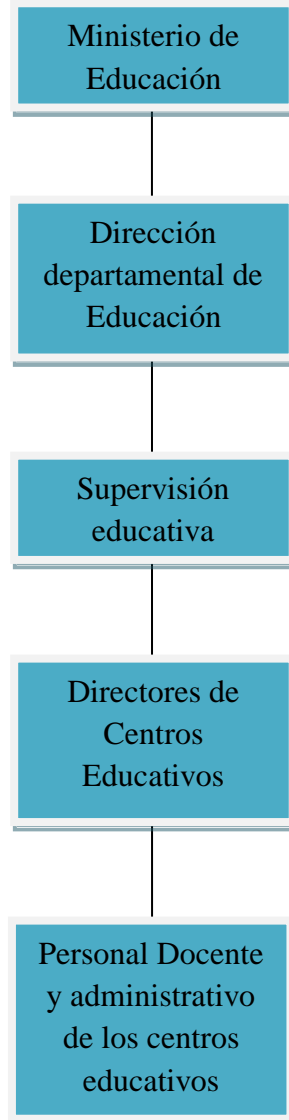 Ministerio de
Educación
Dirección
departamental de
Educación
Supervisión
educativa
Directores de
Centros
Educativos
Personal Docente
y administrativo
de los centros
educativos